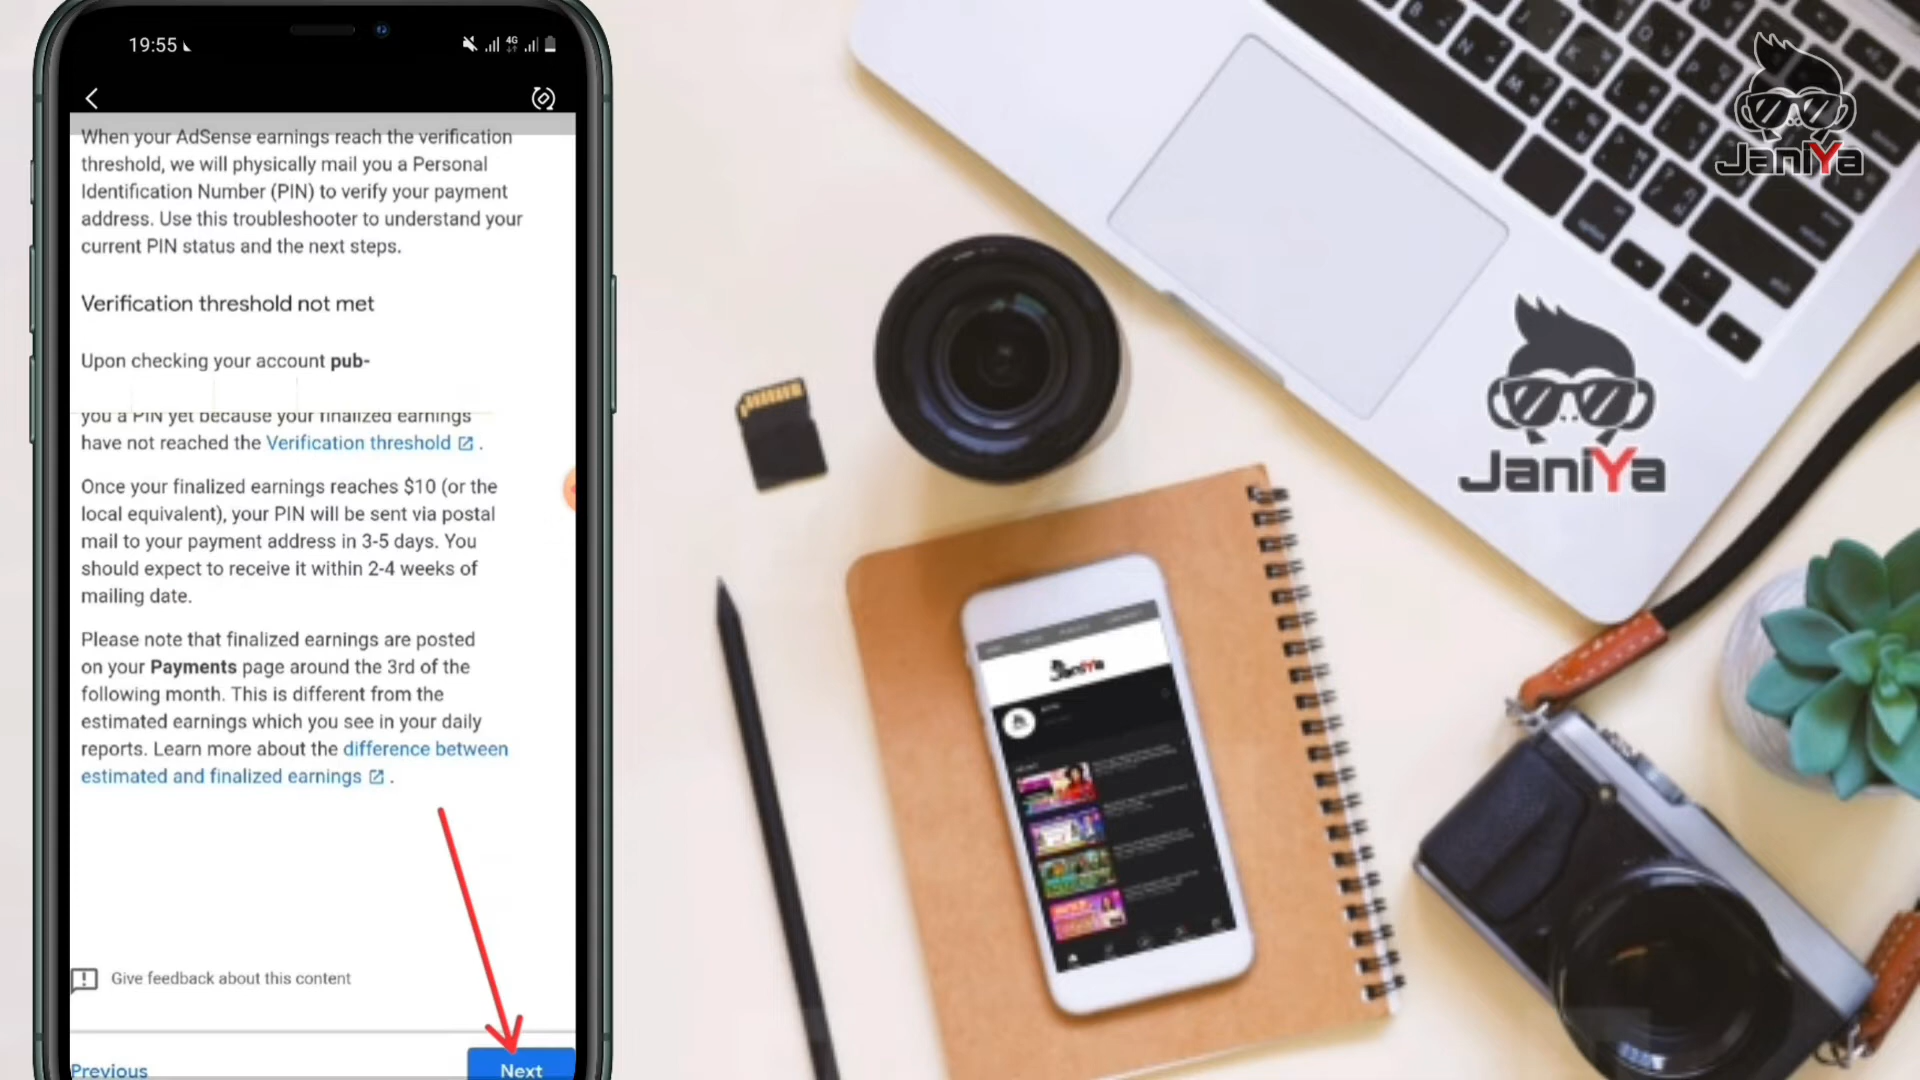 19:55
4G
When your AdSense earnings reach the verification
threshold, we will physically mail you a Personal
Identification Number (PIN) to verify your payment
address. Use this troubleshooter to understand your
current PIN status and the next steps.
Verification threshold not met
Upon checking your account pub-
you a PIN yet because your finalized earnings
have not reached the Verification threshold .
Once your finalized earnings reaches $10 (or the
local equivalent), your PIN will be sent via postal
mail to your payment address in 3-5 days. You
should expect to receive it within 2-4 weeks of
mailing date.
Please note that finalized earnings are posted
on your Payments page around the 3rd of the
following month. This is different from the
estimated earnings which you see in your daily
reports. Learn more about the difference between
estimated and finalized earnings .
Give feedback about this content
Previous
Next
JaniYa
JaniYa
JaniYa